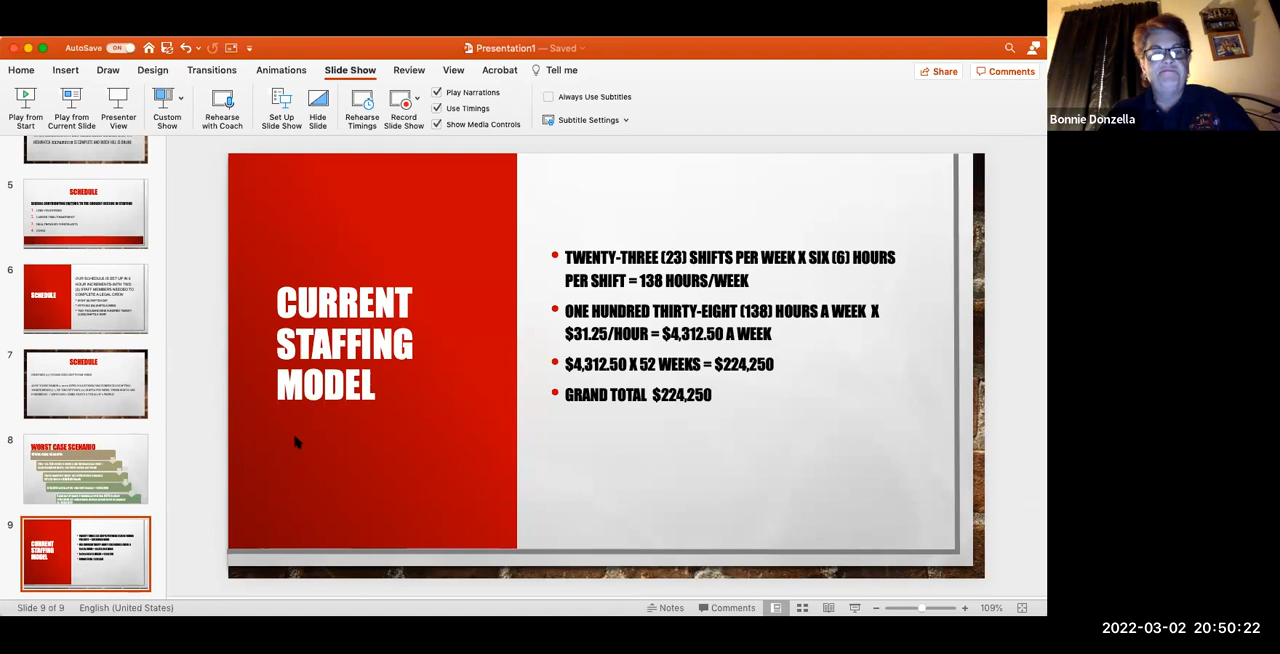 AutoSave ON
Presentation1 — Saved
Home Insert Draw Design Transitions Animations Slide Show Review View Acrobat Tell me
Share Comments
Play from Start
Play from Current Slide
Presenter View
Custom Show
Rehearse with Coach
Set Up Slide Show
Hide Slide
Rehearse Timings
Record Slide Show
Play Narrations
Use Timings
Show Media Controls
Always Use Subtitles
Subtitle Settings
Bonnie Donzella
5
SCHEDULE
6
SCHEDULE
7
SCHEDULE
8
WORST CASE SCENARIO
9
CURRENT
STAFFING
MODEL
CURRENT
STAFFING
MODEL
• TWENTY-THREE (23) SHIFTS PER WEEK X SIX (6) HOURS
PER SHIFT = 138 HOURS/WEEK
• ONE HUNDRED THIRTY-EIGHT (138) HOURS A WEEK X
$31.25/HOUR = $4,312.50 A WEEK
• $4,312.50 X 52 WEEKS = $224,250
• GRAND TOTAL $224,250
Slide 9 of 9 English (United States)
Notes Comments 109%
2022-03-02 20:50:22